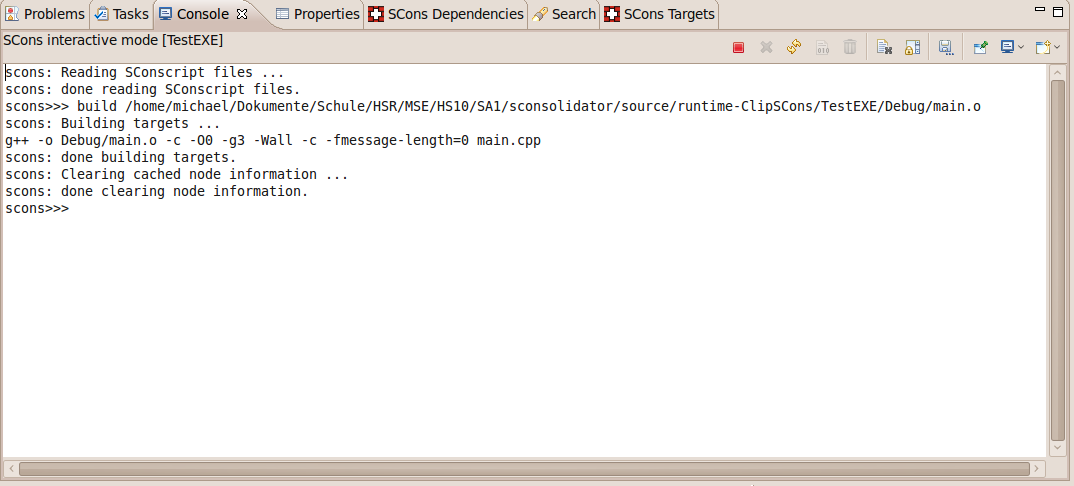 Problems Tasks Console Properties SCons Dependencies Search SCons Targets
SCons interactive mode [TestEXE]
scons: Reading SConscript files ...
scons: done reading SConscript files.
scons>>> build /home/michael/Dokumente/Schule/HSR/MSE/HS10/SA1/sconsolidator/source/runtime-ClipSCons/TestEXE/Debug/main.o
scons: Building targets ...
g++ -o Debug/main.o -c -O0 -g3 -Wall -c -fmessage-length=0 main.cpp
scons: done building targets.
scons: Clearing cached node information ...
scons: done clearing node information.
scons>>>